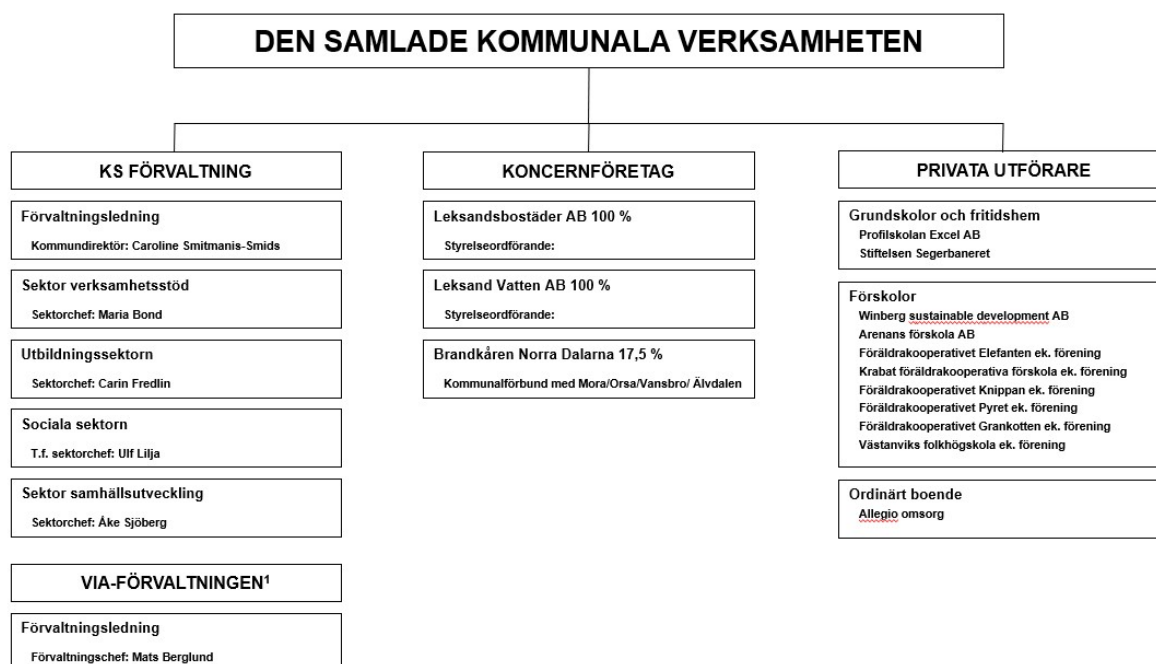 DEN SAMLADE KOMMUNALA VERKSAMHETEN
KS FÖRVALTNING
Förvaltningsledning
Kommundirektör: Caroline Smitmanis-Smids
Sektor verksamhetsstöd
Sektorchef: Maria Bond
Utbildningssektorn
Sektorchef: Carin Fredlin
Sociala sektorn
T.f. sektorchef: Ulf Lilja
Sektor samhällsutveckling
Sektorchef: Åke Sjöberg
VIA-FÖRVALTNINGEN¹
Förvaltningsledning
Förvaltningschef: Mats Berglund
KONCERNFÖRETAG
Leksandsbostäder AB 100 %
Styrelseordförande:
Leksand Vatten AB 100 %
Styrelseordförande:
Brandkåren Norra Dalarna 17,5 %
Kommunalförbund med Mora/Orsa/Vansbro/ Älvdalen
PRIVATA UTFÖRARE
Grundskolor och fritidshem
Profilskolan Excel AB
Stiftelsen Segerbaneret
Förskolor
Winberg sustainable development AB
Arenans förskola AB
Föräldrakooperativet Elefanten ek. förening
Krabat föräldrakooperativa förskola ek. förening
Föräldrakooperativet Knippan ek. förening
Föräldrakooperativet Pyret ek. förening
Föräldrakooperativet Grankotten ek. förening
Västanviks folkhögskola ek. förening
Ordinärt boende
Allegio omsorg